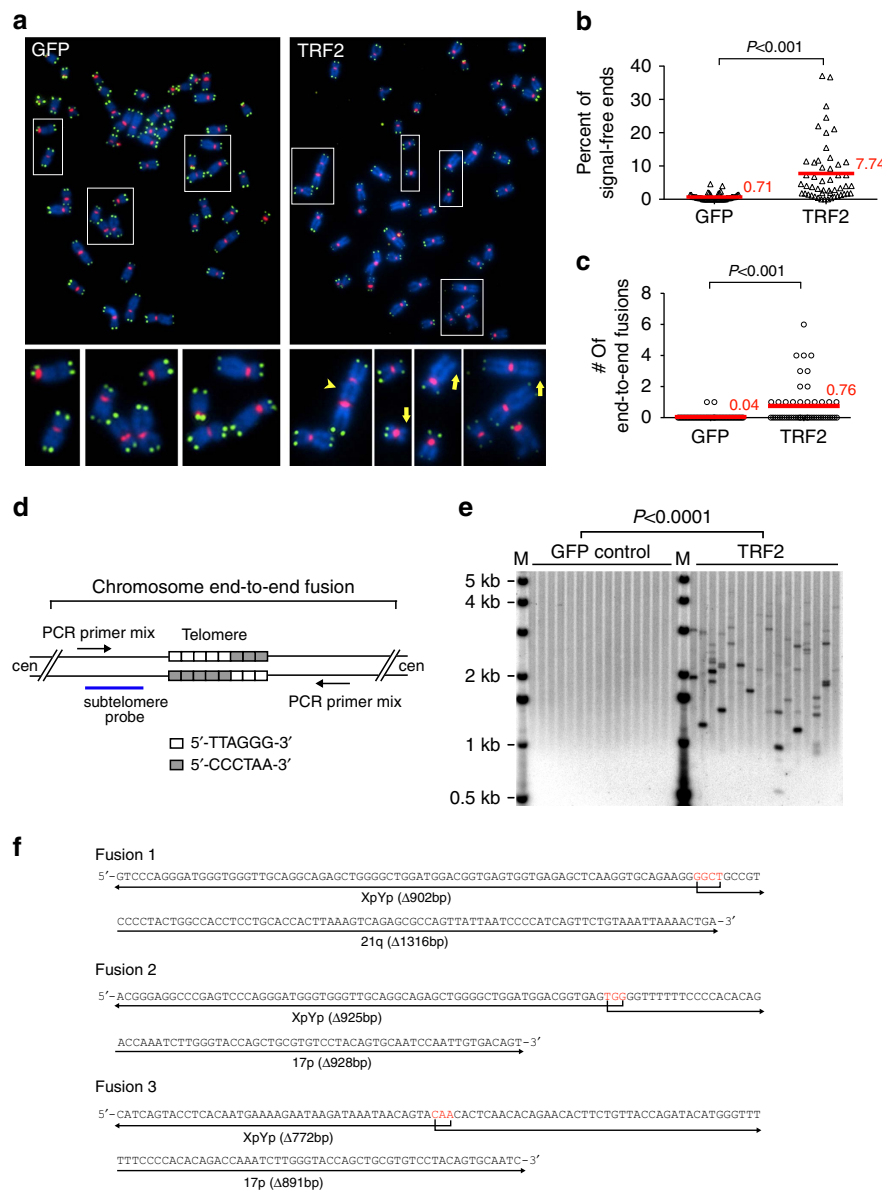 a
GFP
TRF2
b
P<0.001
Percent of
signal-free ends
40
30
20
10
0
0.71
7.74
GFP
TRF2
c
P<0.001
# Of
end-to-end fusions
8
6
4
2
0
0.04
0.76
GFP
TRF2
d
Chromosome end-to-end fusion
PCR primer mix
Telomere
cen
cen
subtelomere
probe
PCR primer mix
5′-TTAGGG-3′
5′-CCCTAA-3′
e
P<0.0001
M
GFP control
M
TRF2
5 kb
4 kb
2 kb
1 kb
0.5 kb
f
Fusion 1
5′-GTCCCAGGGATGGGTGGGTTGCAGGCAGAGCTGGGGCTGGATGGACGGTGAGTGGTGAGAGCTCAAGGTGCAGAAGGGGCTGCCGT
XpYp (Δ902bp)
CCCCTACTGGCCACCTCCTGCACCACTTAAAGTCAGAGCGCCAGTTATTAATCCCCATCAGTTCTGTAAATTAAAACTGA-3′
21q (Δ1316bp)
Fusion 2
5′-ACGGGAGGCCCGAGTCCCAGGGATGGGTGGGTTGCAGGCAGAGCTGGGGCTGGATGGACGGTGAGTGGGGTTTTTTCCCCACACAG
XpYp (Δ925bp)
ACCAAATCTTGGGTACCAGCTGCGTGTCCTACAGTGCAATCCAATTGTGACAGT-3′
17p (Δ928bp)
Fusion 3
5′-CATCAGTACCTCACAATGAAAAGAATAAGATAAATAACAGTACAACACTCAACACAGAACACTTCTGTTACCAGATACATGGGTTT
XpYp (Δ772bp)
TTTCCCCACACAGACCAAATCTTGGGTACCAGCTGCGTGTCCTACAGTGCAATC-3′
17p (Δ891bp)